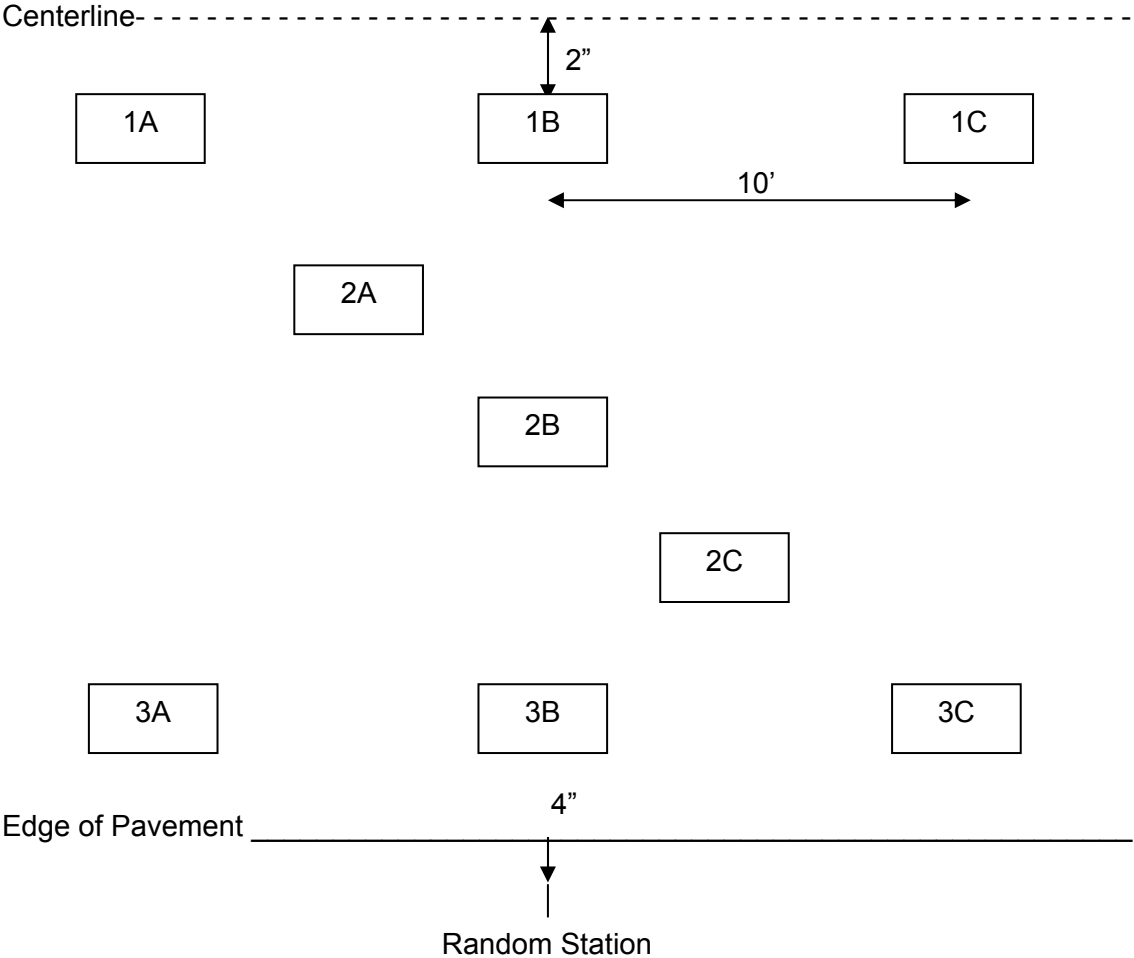 Centerline
2”
1A 1B 1C
10’
2A
2B
2C
3A 3B 3C
4”
Edge of Pavement
Random Station